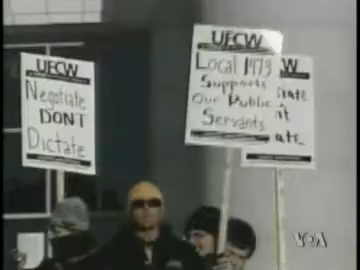 UFCW
Negotiate
DON'T
Dictate
UFCW
Local 1473
Supports
Our Public
Servants
VOA